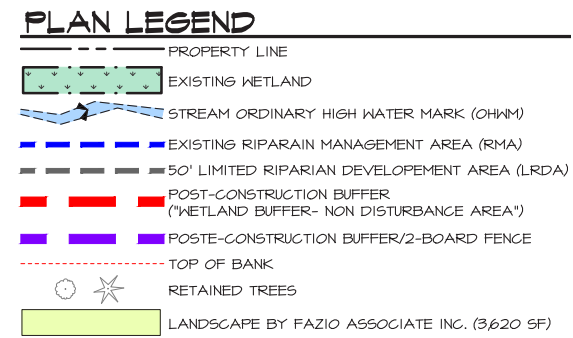 PLAN LEGEND
PROPERTY LINE
EXISTING WETLAND
STREAM ORDINARY HIGH WATER MARK (OHWM)
EXISTING RIPARAIN MANAGEMENT AREA (RMA)
50' LIMITED RIPARIAN DEVELOPEMENT AREA (LRDA)
POST-CONSTRUCTION BUFFER
("WETLAND BUFFER- NON DISTURBANCE AREA")
POSTE-CONSTRUCTION BUFFER/2-BOARD FENCE
TOP OF BANK
RETAINED TREES
LANDSCAPE BY FAZIO ASSOCIATE INC. (3,620 SF)